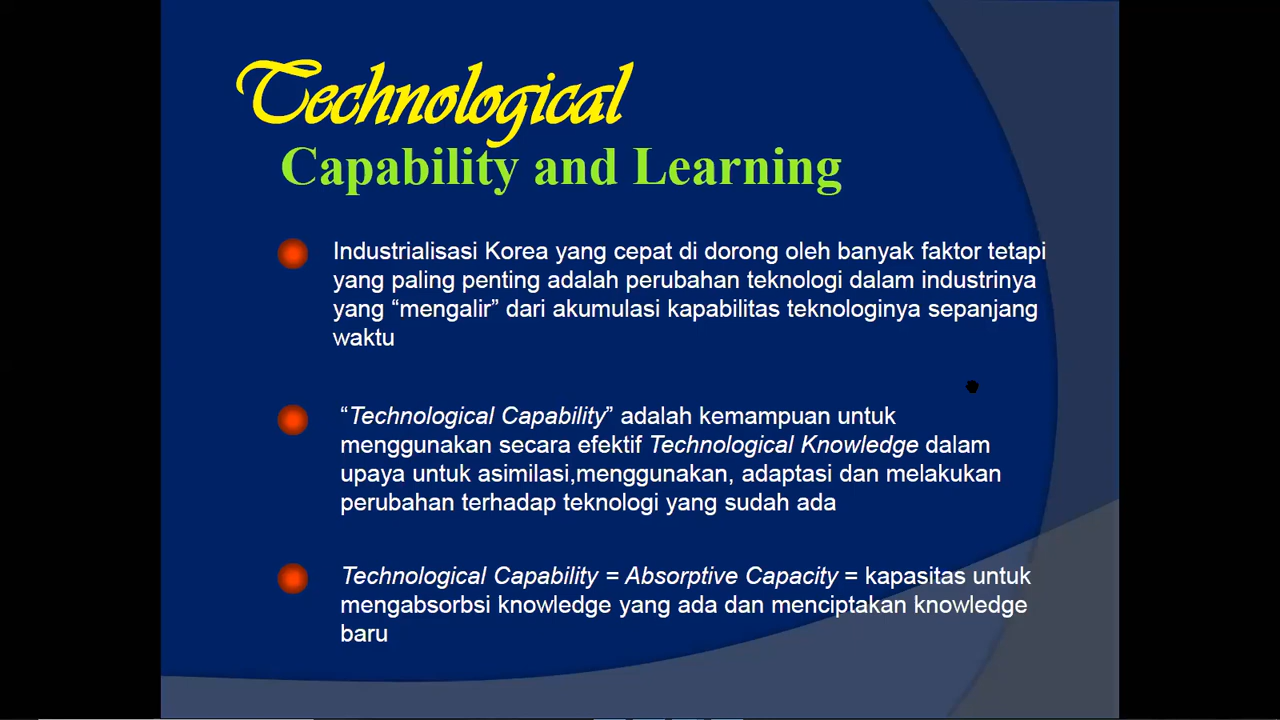 Technological
Capability and Learning
Industrialisasi Korea yang cepat di dorong oleh banyak faktor tetapi
yang paling penting adalah perubahan teknologi dalam industrinya
yang “mengalir” dari akumulasi kapabilitas teknologinya sepanjang
waktu
“Technological Capability” adalah kemampuan untuk
menggunakan secara efektif Technological Knowledge dalam
upaya untuk asimilasi,menggunakan, adaptasi dan melakukan
perubahan terhadap teknologi yang sudah ada
Technological Capability = Absorptive Capacity = kapasitas untuk
mengabsorbsi knowledge yang ada dan menciptakan knowledge
baru